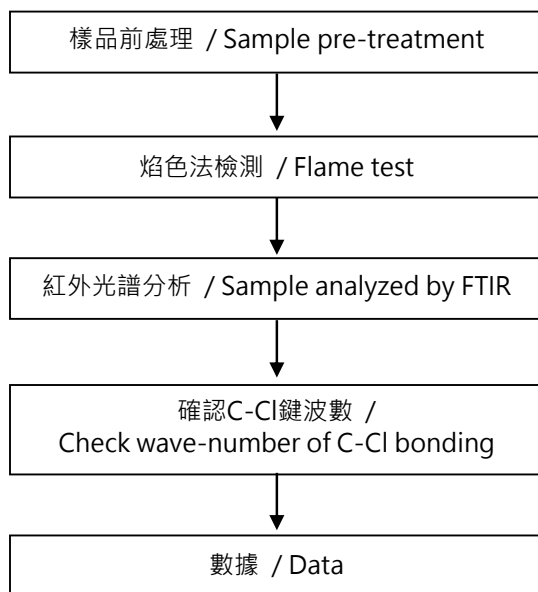 樣品前處理 / Sample pre-treatment
焰色法檢測 / Flame test
紅外光譜分析 / Sample analyzed by FTIR
確認C-Cl鍵波數 /
Check wave-number of C-Cl bonding
數據 / Data